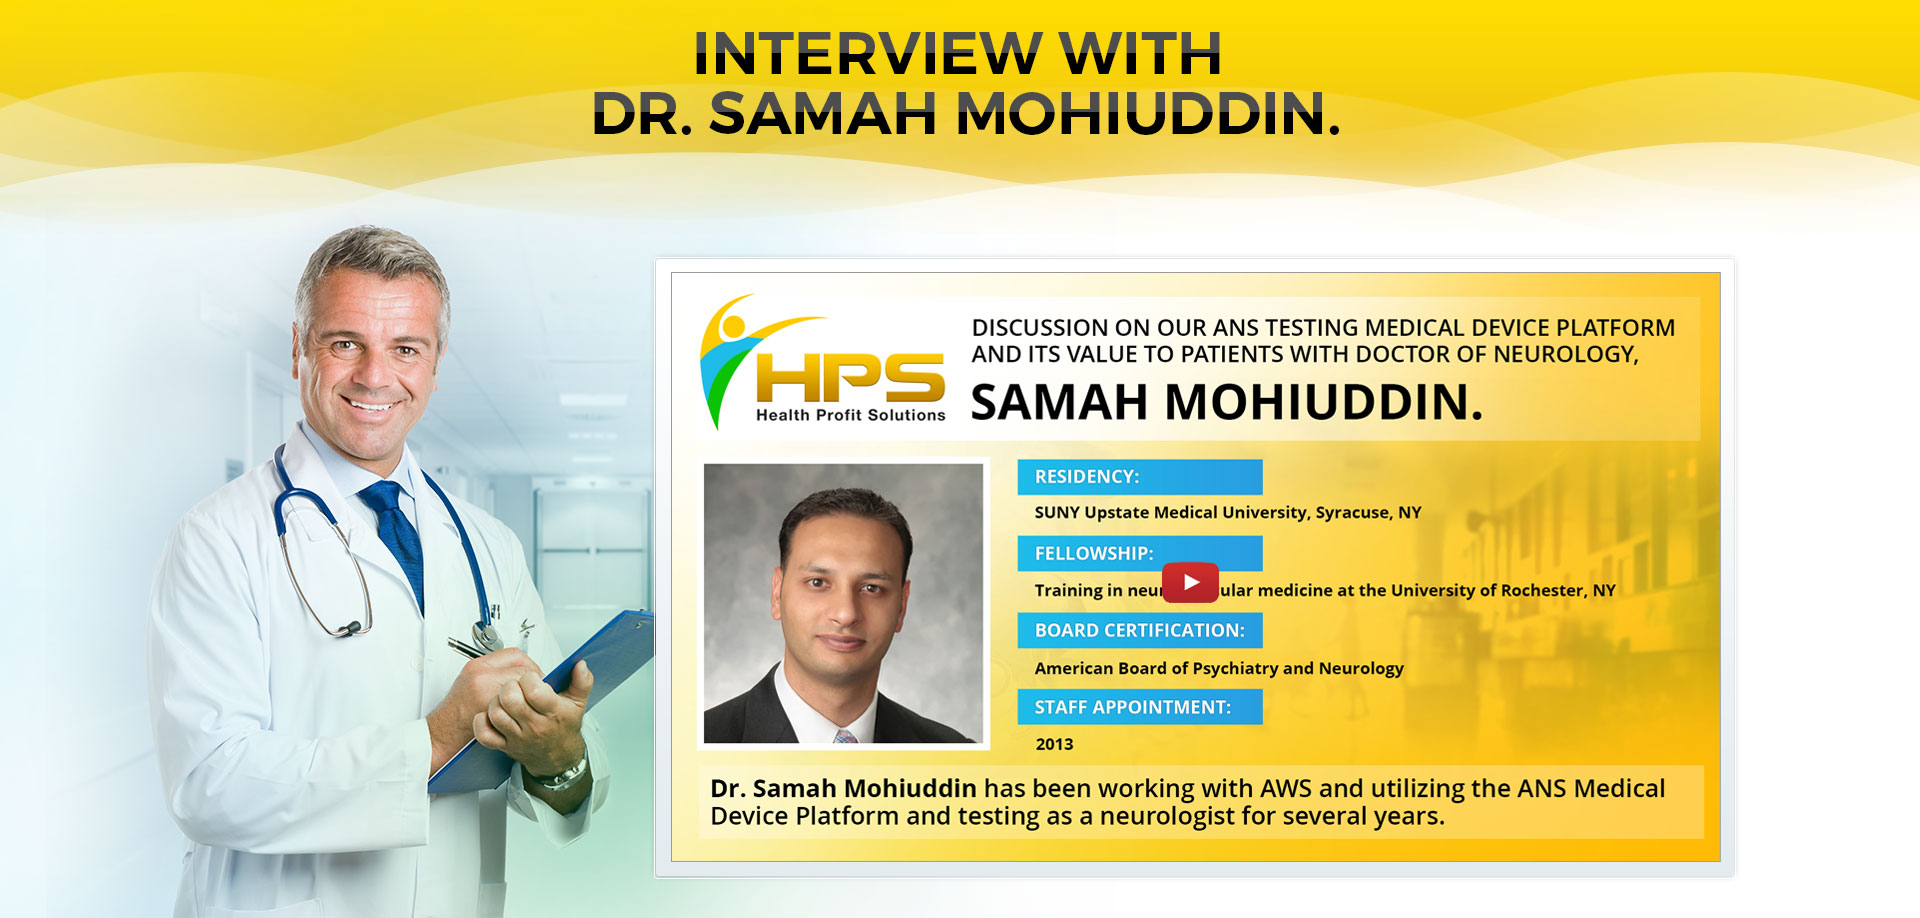 INTERVIEW WITH
DR. SAMAH MOHIUDDIN.
HPS
Health Profit Solutions
DISCUSSION ON OUR ANS TESTING MEDICAL DEVICE PLATFORM
AND ITS VALUE TO PATIENTS WITH DOCTOR OF NEUROLOGY,
SAMAH MOHIUDDIN.
RESIDENCY:
SUNY Upstate Medical University, Syracuse, NY
FELLOWSHIP:
Training in medicine at the University of Rochester, NY
BOARD CERTIFICATION:
American Board of Psychiatry and Neurology
STAFF APPOINTMENT:
2013
Dr. Samah Mohiuddin has been working with AWS and utilizing the ANS Medical
Device Platform and testing as a neurologist for several years.